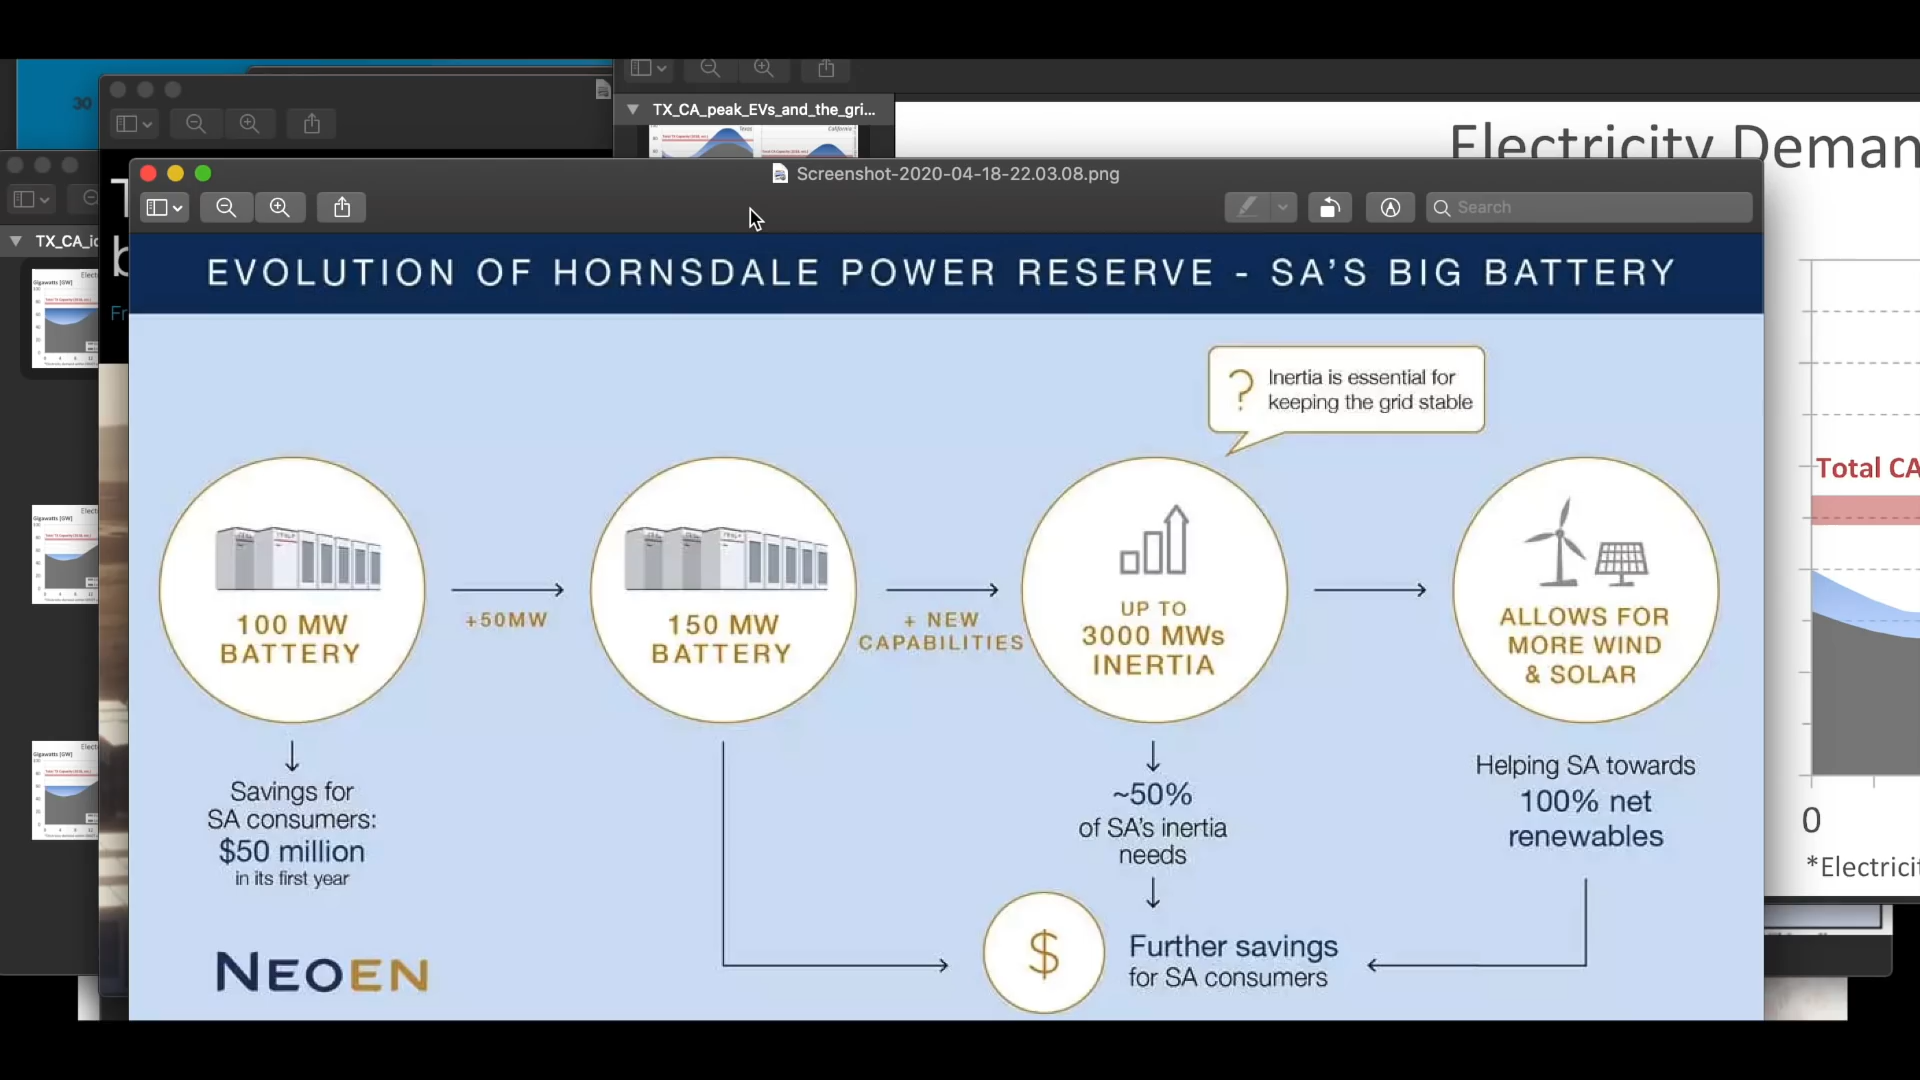 30
TX_CA_peak_EVs_and_the_gri...
Electricity Deman
Screenshot-2020-04-18-22.03.08.png
Search
TX_CA_ic
Fr
EVOLUTION OF HORNSDALE POWER RESERVE - SA'S BIG BATTERY
? Inertia is essential for
keeping the grid stable
100 MW
BATTERY
+50MW
150 MW
BATTERY
+ NEW
CAPABILITIES
UP TO
3000 MWs
INERTIA
ALLOWS FOR
MORE WIND
& SOLAR
Savings for
SA consumers:
$50 million
in its first year
~50%
of SA's inertia
needs
Helping SA towards
100% net
renewables
$
Further savings
for SA consumers
NEOEN
Total CA
0
*Electricit